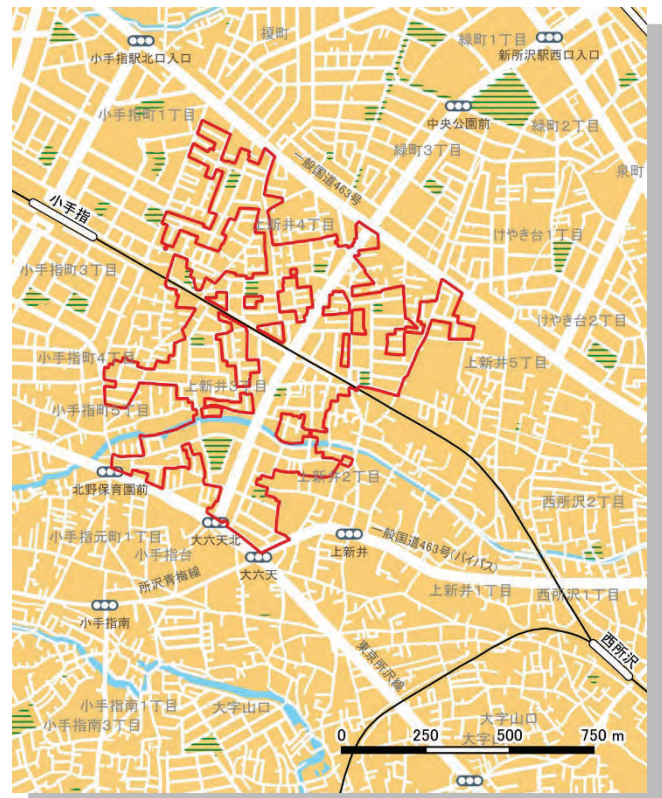 榎町
緑町1丁目
小手指駅北口入口
新所沢駅西口入口
小手指町1丁目
中央公園前
緑町2丁目
緑町3丁目
一般国道463号
泉町
小手指
上新井4丁目
けやき台1丁目
小手指町3丁目
けやき台2丁目
小手指町4丁目
上新井5丁目
上新井3丁目
小手指町5丁目
上新井2丁目
北野保育園前
西所沢2丁目
大六天北
小手指元町1丁目
上新井
一般国道463号(バイパス)
小手指台
大六天
所沢青梅線
上新井1丁目
西所沢1丁目
小手指南
西所沢
東京所沢線
小手指南1丁目
大字山口
小手指南3丁目
大字山口
0 250 500 750 m